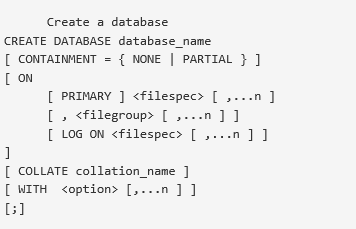 Create a database
CREATE DATABASE database_name
[ CONTAINMENT = { NONE | PARTIAL } ]
[ ON
[ PRIMARY ] <filespec> [ ,...n ]
[ , <filegroup> [ ,...n ] ]
[ LOG ON <filespec> [ ,...n ] ]
]
[ COLLATE collation_name ]
[ WITH  <option> [,...n ] ]
[;]